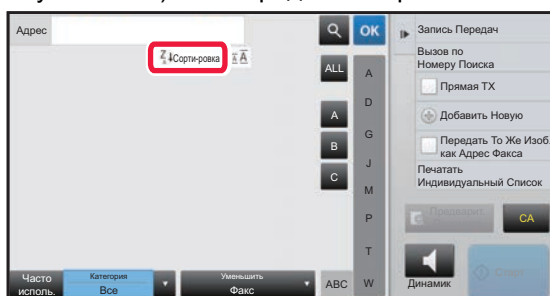 Адрес
OK
Z Сорти-ровка A A
ALL
A
B
C
A
D
G
J
M
P
T
W
ABC
Часто исполь.
Категория
Все
Уменьшить
Факс
Запись Передач
Вызов по
Номеру Поиска
Прямая TX
Добавить Новую
Передать То Же Изоб.
как Адрес Факса
Печатать
Индивидуальный Список
CA
Динамик
Старт